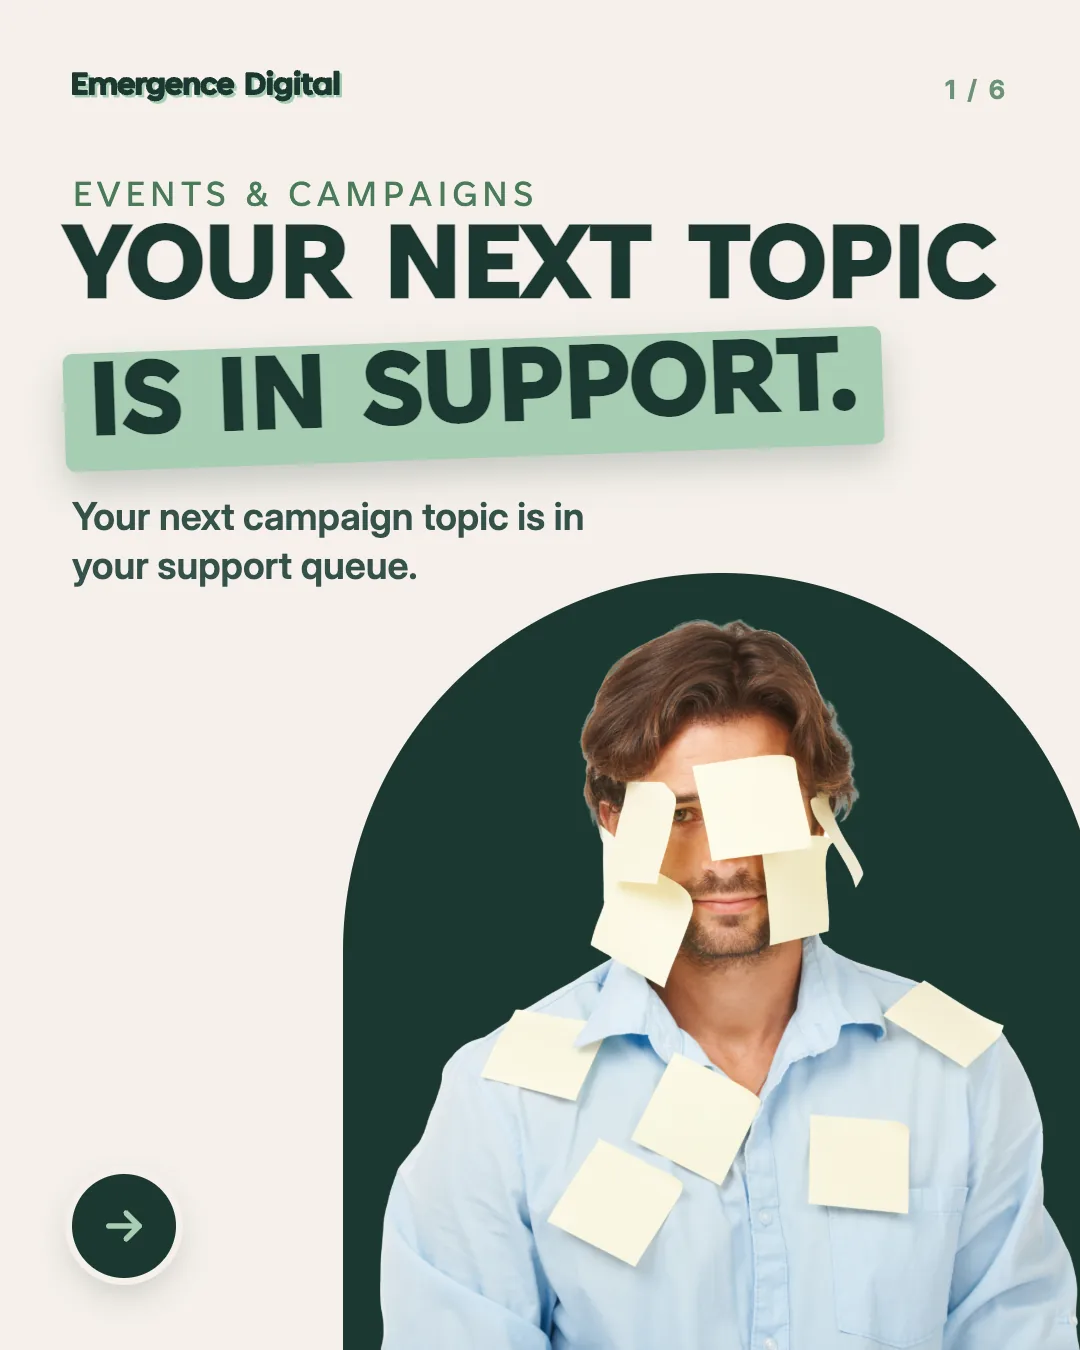 Emergence Digital
1 / 6
EVENTS & CAMPAIGNS
YOUR NEXT TOPIC
IS IN SUPPORT.
Your next campaign topic is in
your support queue.